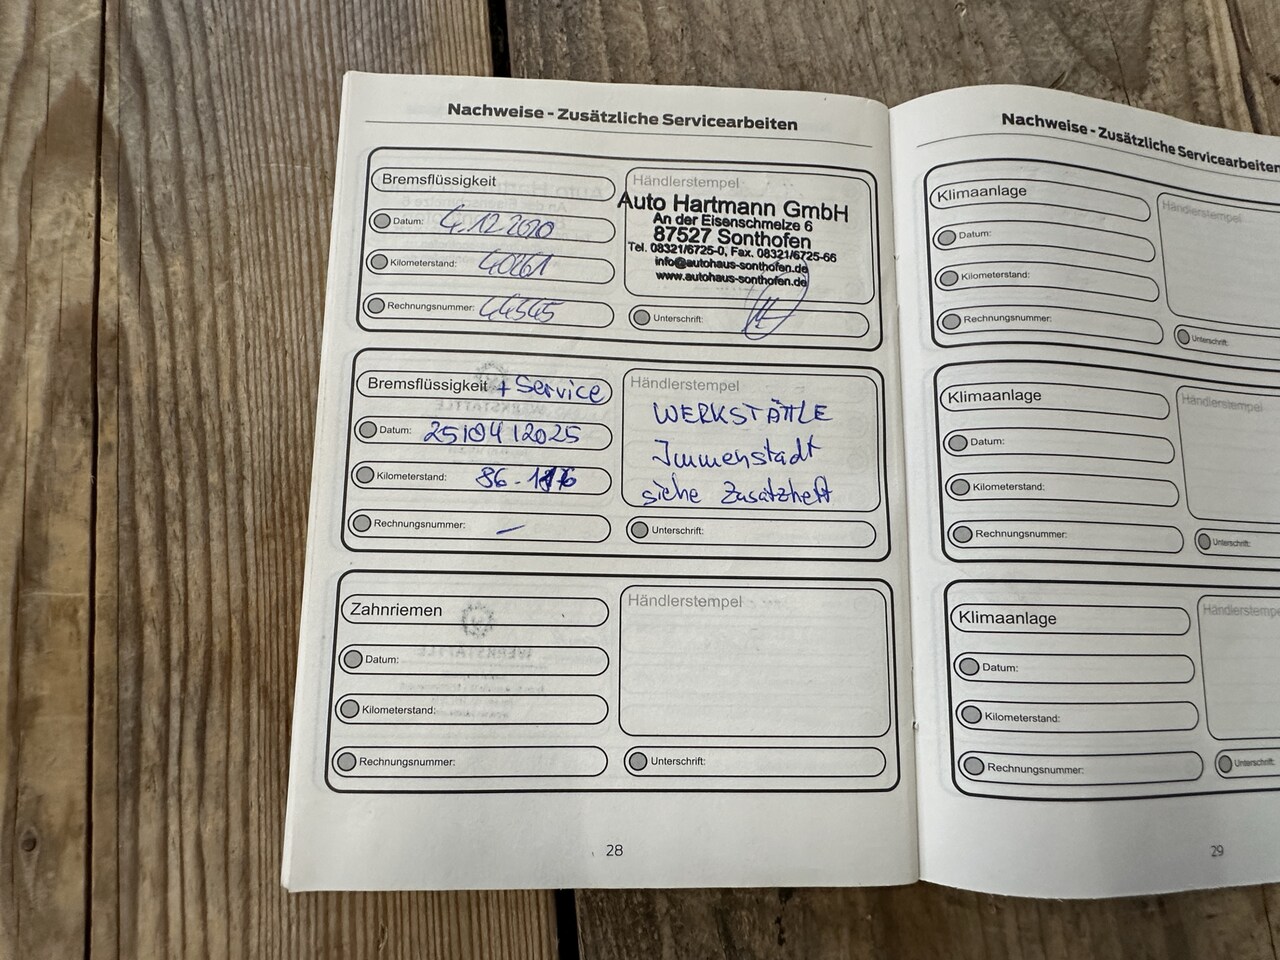 Nachweise - Zusätzliche Servicearbeiten
Bremsflüssigkeit
Datum: 4.12.2020
Kilometerstand: 40261
Rechnungsnummer: 44545
Händlerstempel
Auto Hartmann GmbH
An der Eisenschmelze 6
87527 Sonthofen
Tel. 08321/6725-0, Fax. 08321/6725-66
info@autohaus-sonthofen.de
www.autohaus-sonthofen.de
Unterschrift:
Bremsflüssigkeit + Service
Datum: 25/04/2025
Kilometerstand: 86-176
Rechnungsnummer: —
Händlerstempel
WERKSTÄTTLE
Immenstadt
siehe Zusatzheft
Unterschrift:
Zahnriemen
Datum:
Kilometerstand:
Rechnungsnummer:
Händlerstempel
Unterschrift:
28
Nachweise - Zusätzliche Servicearbeiten
Klimaanlage
Datum:
Kilometerstand:
Rechnungsnummer:
Händlerstempel
Unterschrift:
Klimaanlage
Datum:
Kilometerstand:
Rechnungsnummer:
Händlerstempel
Unterschrift:
Klimaanlage
Datum:
Kilometerstand:
Rechnungsnummer:
Händlerstempe
Unterschrift:
29